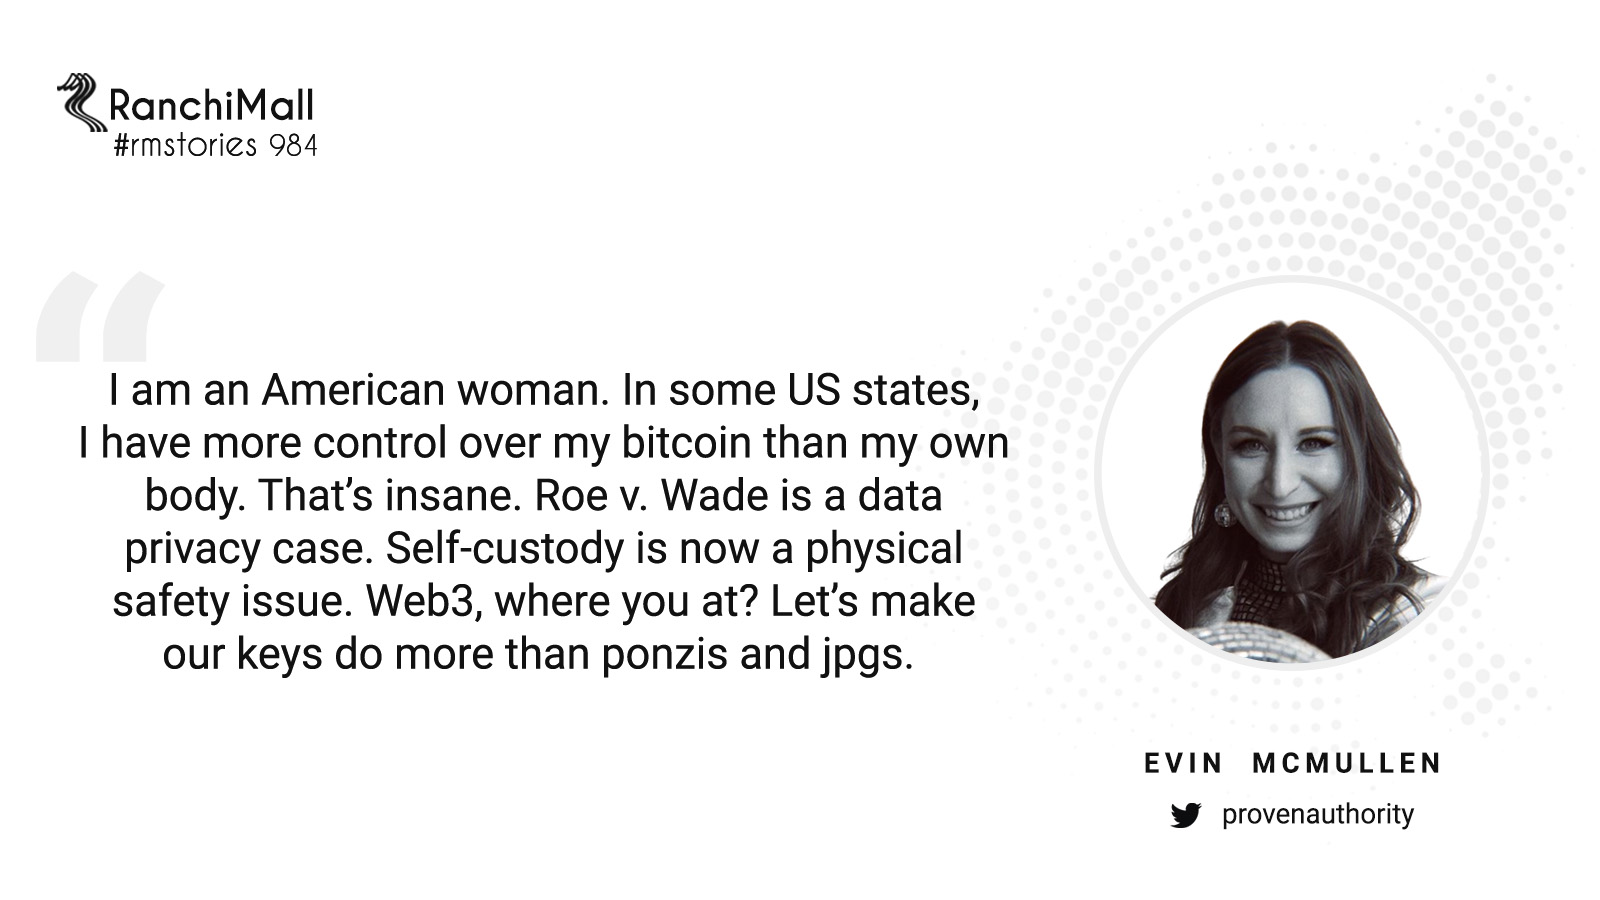 RanchiMall
#rmstories 984
“
I am an American woman. In some US states,
I have more control over my bitcoin than my own
body. That’s insane. Roe v. Wade is a data
privacy case. Self-custody is now a physical
safety issue. Web3, where you at? Let’s make
our keys do more than ponzis and jpgs.
EVIN MCMULLEN
provenauthority